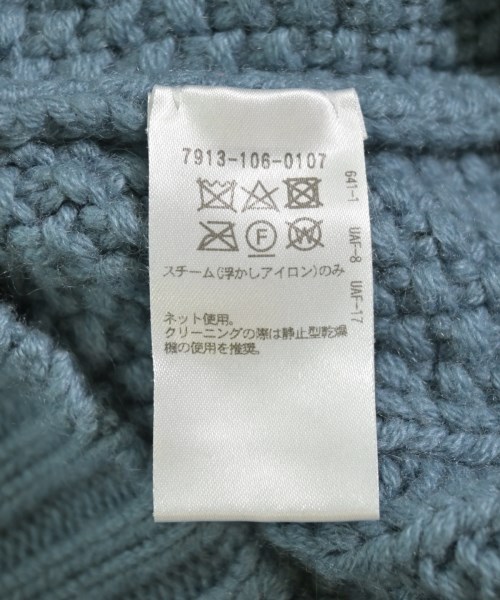 7913-106-0107
F W
スチーム(浮かしアイロン)のみ
ネット使用。
クリーニングの際は静止型乾燥
機の使用を推奨。
641-1 UAF-8 UAF-17